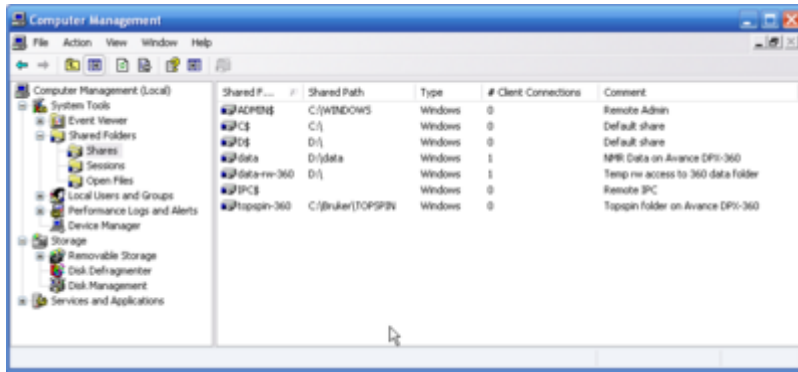 Computer Management
File Action View Window Help
Computer Management (Local)
System Tools
Event Viewer
Shared Folders
Shares
Sessions
Open Files
Local Users and Groups
Performance Logs and Alerts
Device Manager
Storage
Removable Storage
Disk Defragmenter
Disk Management
Services and Applications
Shared F... Shared Path Type # Client Connections Comment
ADMIN$ C:\WINDOWS Windows 0 Remote Admin
C$ C:\ Windows 0 Default share
D$ D:\ Windows 0 Default share
data D:\data Windows 1 NMR Data on Avance DPX-360
data-rw-360 D:\ Windows 1 Temp rw access to 360 data folder
IPC$ Windows 0 Remote IPC
topspin-360 C:\Bruker\TOPSPIN Windows 0 Topspin folder on Avance DPX-360